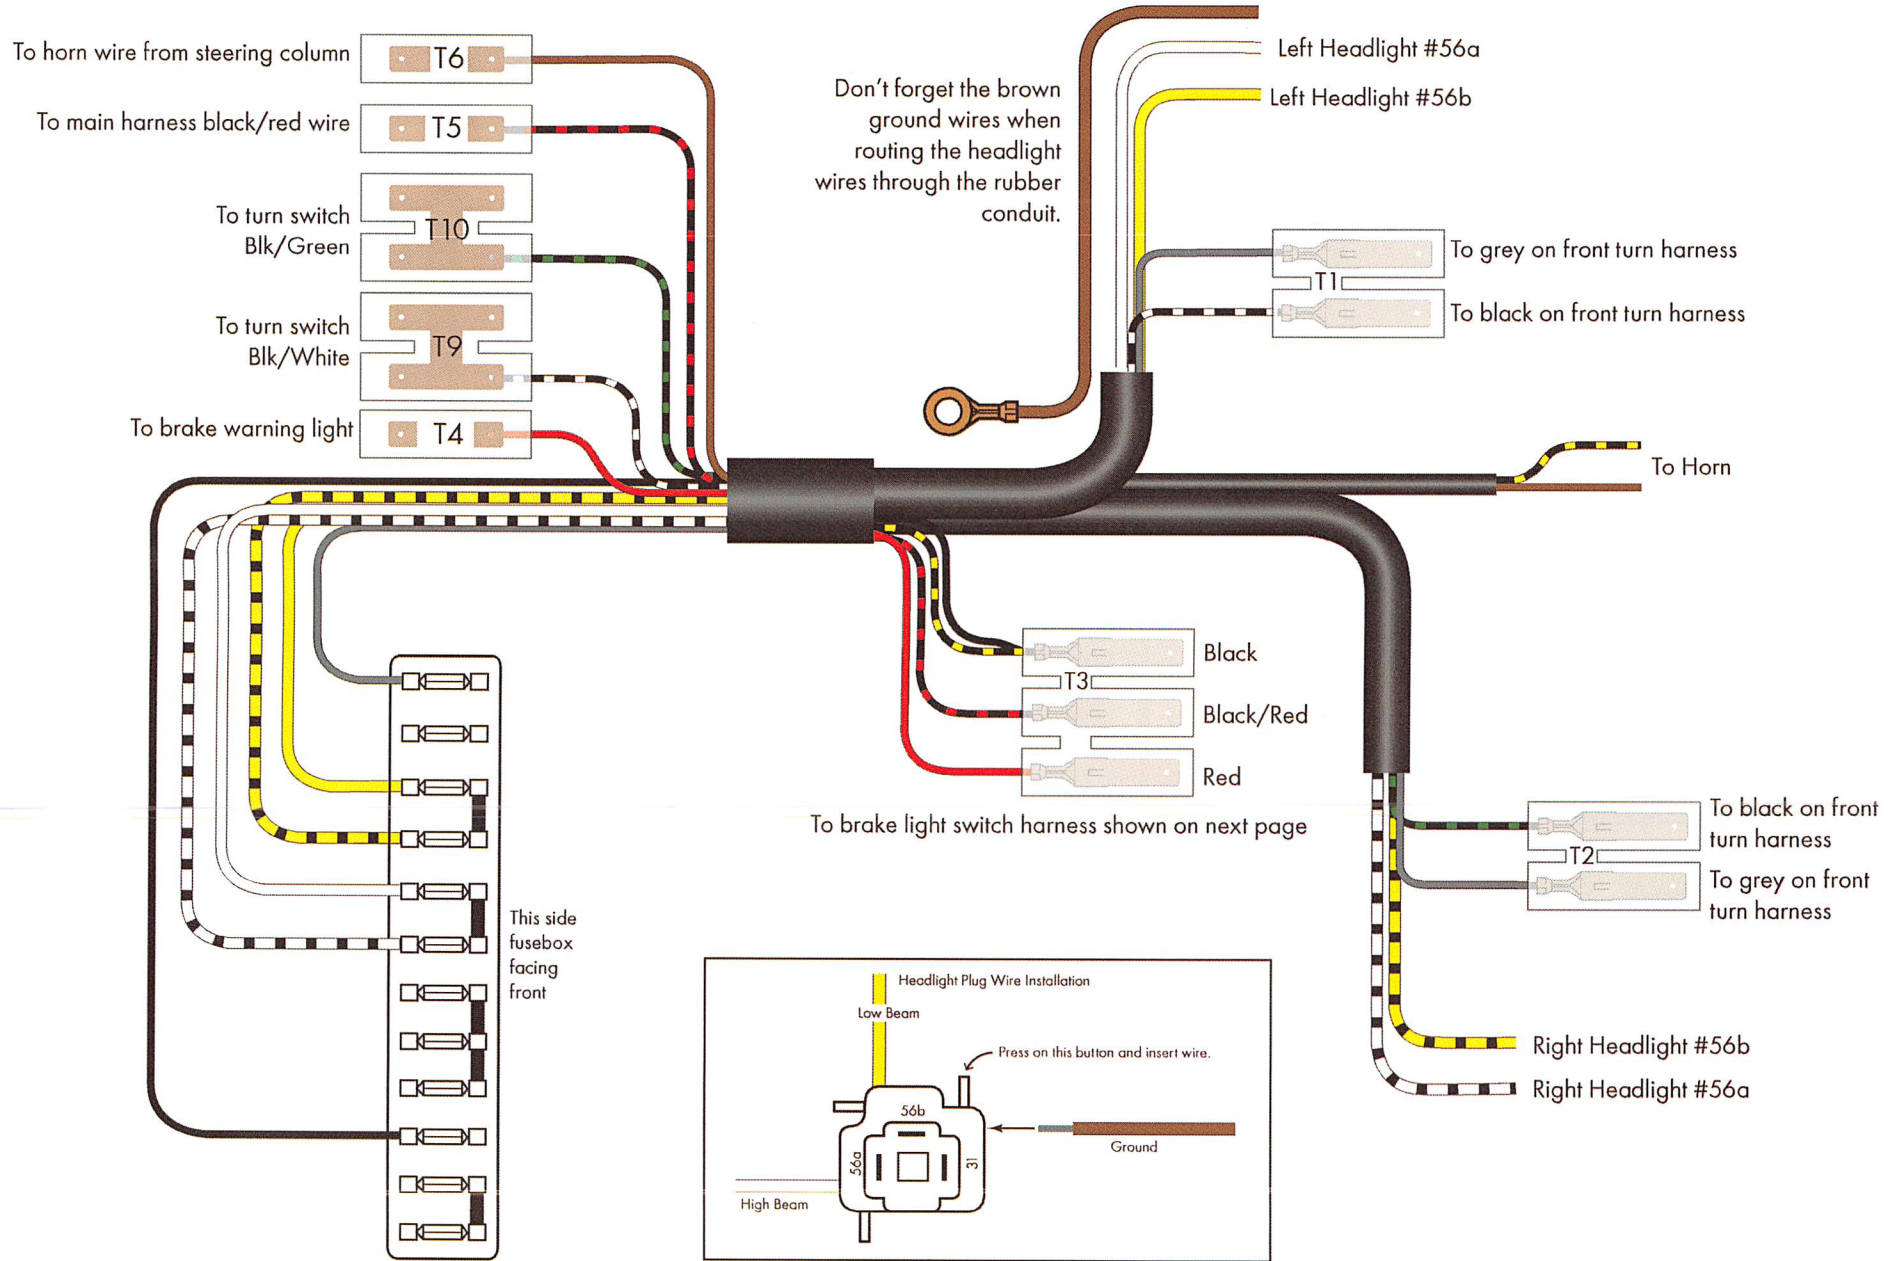 To horn wire from steering column
T6
To main harness black/red wire
T5
To turn switch
Blk/Green
T10
To turn switch
Blk/White
T9
To brake warning light
T4
Don't forget the brown
ground wires when
routing the headlight
wires through the rubber
conduit.
Left Headlight #56a
Left Headlight #56b
To grey on front turn harness
T1
To black on front turn harness
To Horn
Black
T3
Black/Red
Red
To brake light switch harness shown on next page
To black on front
turn harness
T2
To grey on front
turn harness
Right Headlight #56b
Right Headlight #56a
This side
fusebox
facing
front
Headlight Plug Wire Installation
Low Beam
Press on this button and insert wire.
56b
56a
31
Ground
High Beam